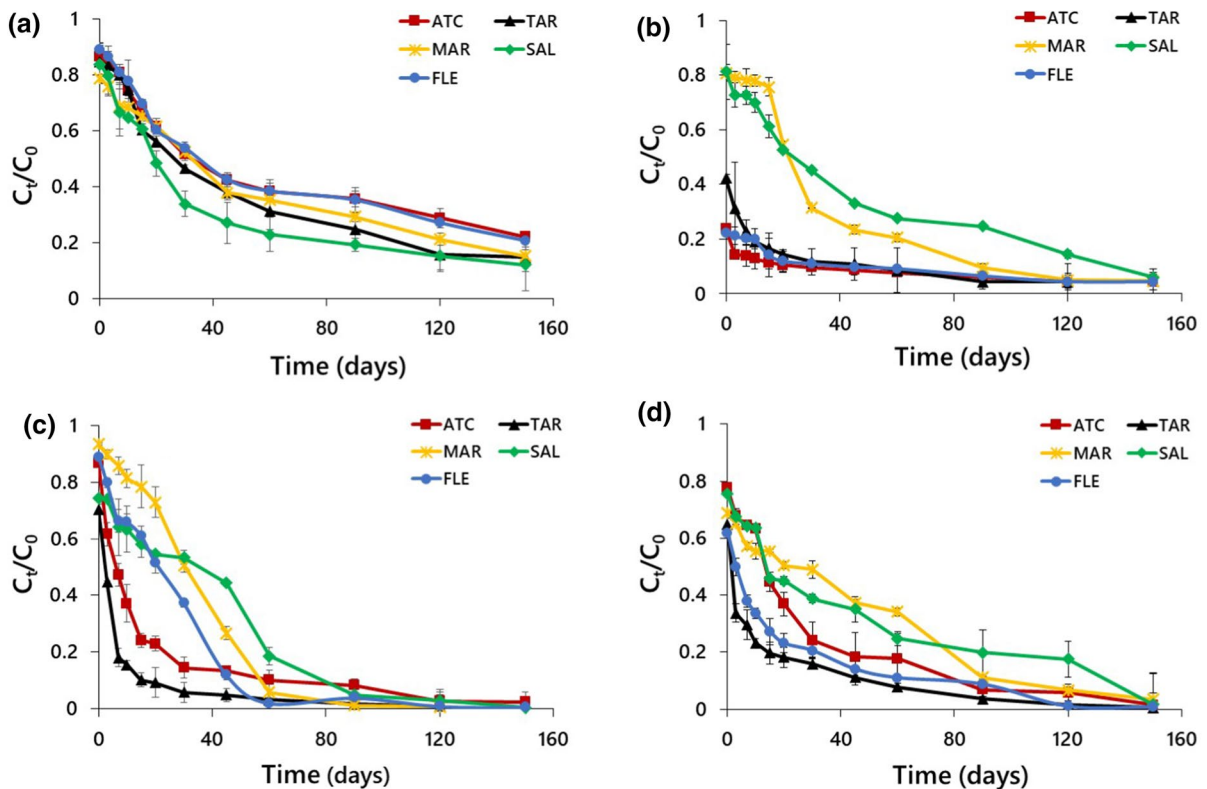 (a)
1
0.8
0.6
0.4
0.2
0
0 40 80 120 160
Cₜ/C₀
Time (days)
ATC TAR
MAR SAL
FLE
(b)
1
0.8
0.6
0.4
0.2
0
0 40 80 120 160
Cₜ/C₀
Time (days)
ATC TAR
MAR SAL
FLE
(c)
1
0.8
0.6
0.4
0.2
0
0 40 80 120 160
Cₜ/C₀
Time (days)
ATC TAR
MAR SAL
FLE
(d)
1
0.8
0.6
0.4
0.2
0
0 40 80 120 160
Cₜ/C₀
Time (days)
ATC TAR
MAR SAL
FLE